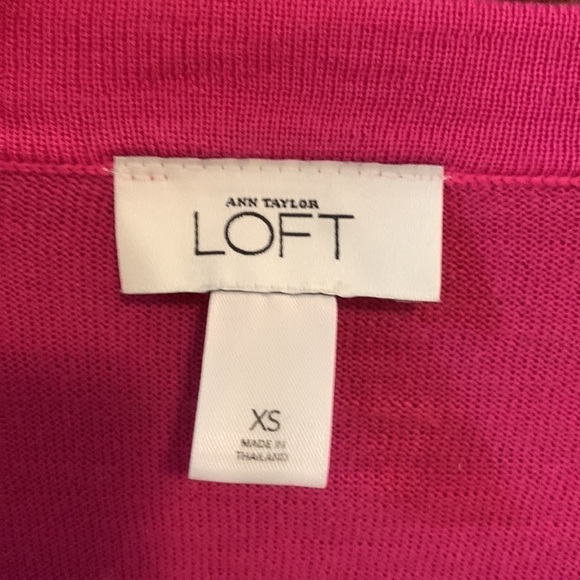 ANN TAYLOR
LOFT
XS
MADE IN
THAILAND